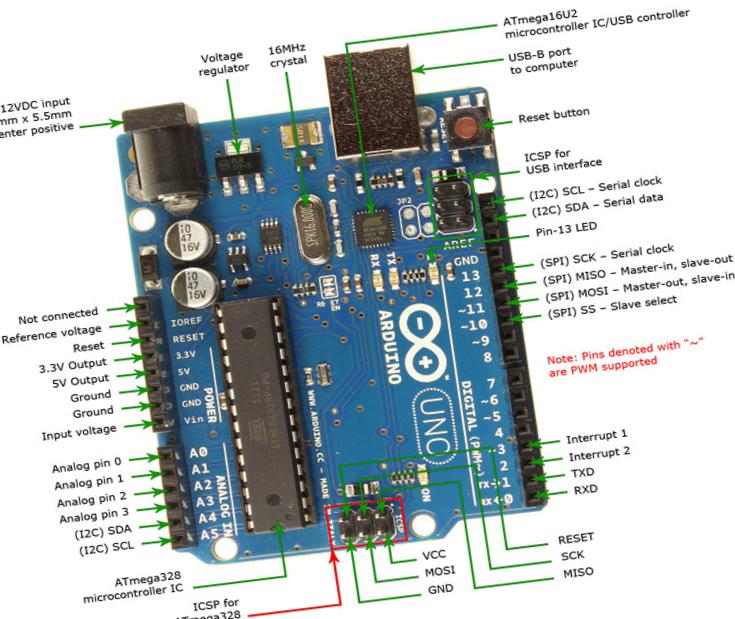 ATmega16U2
microcontroller IC/USB controller
Voltage
regulator
16MHz
crystal
USB-B port
to computer
12VDC input
mm x 5.5mm
enter positive
Reset button
ICSP for
USB interface
(I2C) SCL – Serial clock
(I2C) SDA – Serial data
Pin-13 LED
(SPI) SCK – Serial clock
(SPI) MISO – Master-in, slave-out
(SPI) MOSI – Master-out, slave-in
(SPI) SS – Slave select
Note: Pins denoted with "~"
are PWM supported
Not connected
Reference voltage
Reset
3.3V Output
5V Output
Ground
Ground
Input voltage
Analog pin 0
Analog pin 1
Analog pin 2
Analog pin 3
(I2C) SDA
(I2C) SCL
Interrupt 1
Interrupt 2
TXD
RXD
RESET
SCK
MISO
VCC
MOSI
GND
ATmega328
microcontroller IC
ICSP for
ATmega328
SPK16.000G
JP2
10
47
16V
10
47
16V
RX
TX
AREF
GND
13
12
~11
~10
~9
8
7
~6
~5
4
~3
2
TX→1
RX←0
DIGITAL (PWM~)
IOREF
RESET
3.3V
5V
GND
GND
Vin
POWER
A0
A1
A2
A3
A4
A5
ANALOG IN
ARDUINO
UNO
WWW.ARDUINO.CC - MADE
ON
ICSP